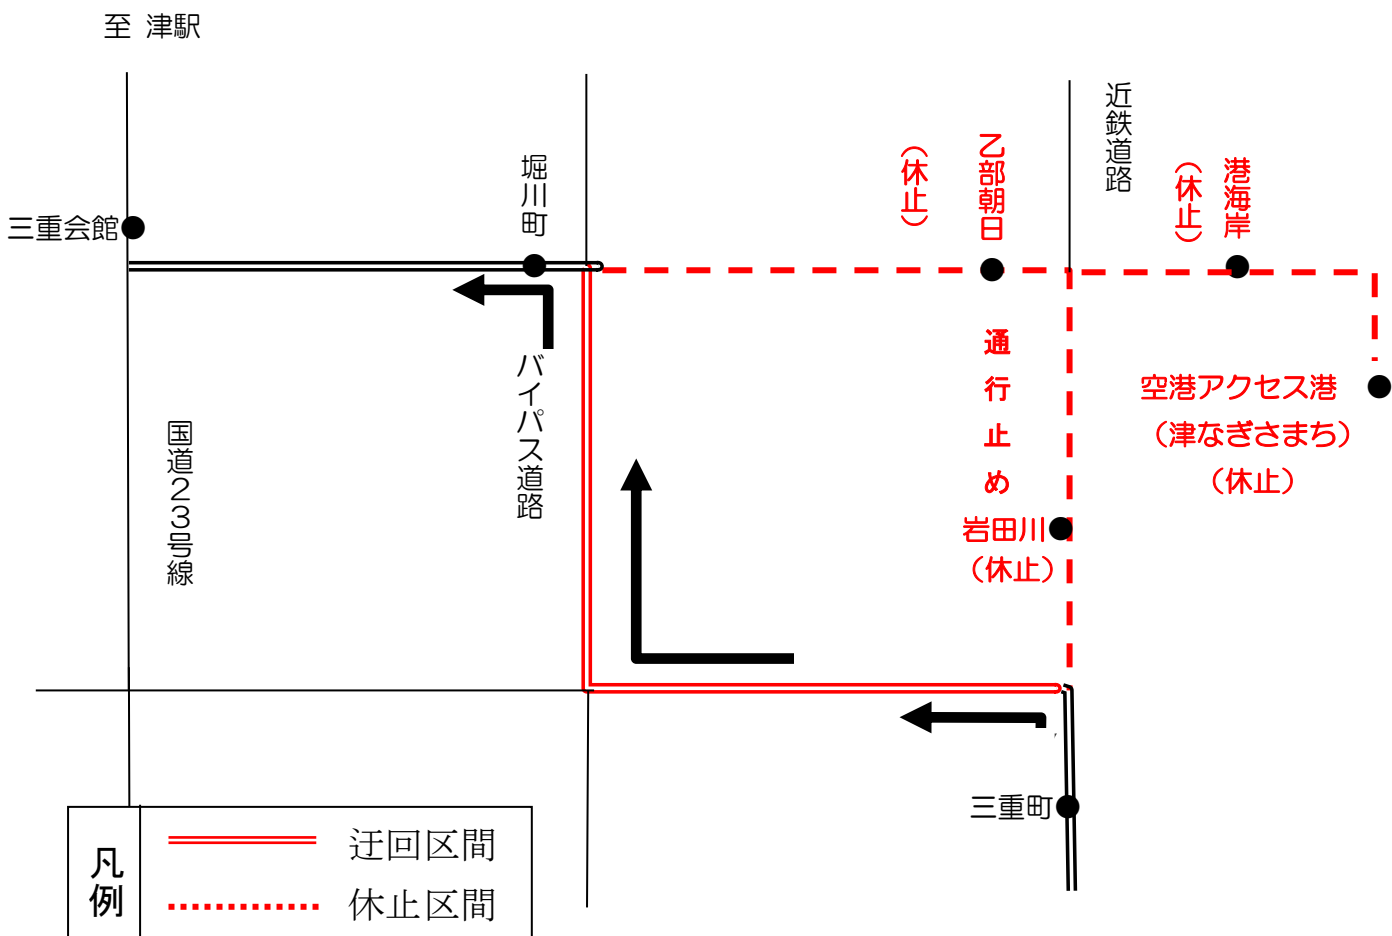 至 津駅
近鉄道路
乙部朝日
(休止)
港海岸
(休止)
堀川町
三重会館
通行止め
バイパス道路
空港アクセス港
(津なぎさまち)
(休止)
国道23号線
岩田川
(休止)
三重町
凡例
迂回区間
休止区間